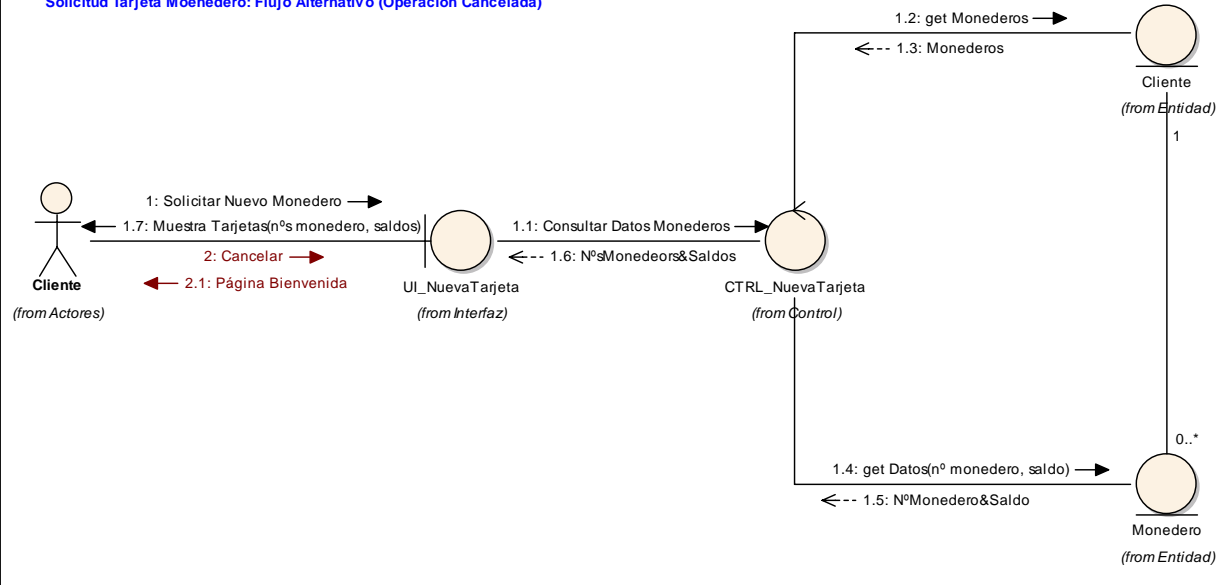 Solicitud Tarjeta Moenedero: Flujo Alternativo (Operación Cancelada)
1.2: get Monederos
1.3: Monederos
Cliente
(from Entidad)
1
1: Solicitar Nuevo Monedero
1.7: Muestra Tarjetas(nºs monedero, saldos)
2: Cancelar
2.1: Página Bienvenida
Cliente
(from Actores)
UI_NuevaTarjeta
(from Interfaz)
1.1: Consultar Datos Monederos
1.6: NºsMonedeors&Saldos
CTRL_NuevaTarjeta
(from Control)
0..*
1.4: get Datos(nº monedero, saldo)
1.5: NºMonedero&Saldo
Monedero
(from Entidad)